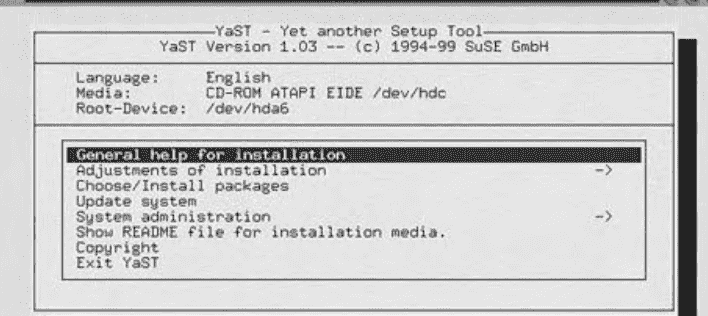 YaST - Yet another Setup Tool
YaST Version 1.03 -- (c) 1994-99 SuSE GmbH
Language: English
Media: CD-ROM ATAPI EIDE /dev/hdc
Root-Device: /dev/hda6
General help for installation
Adjustments of installation ->
Choose/Install packages
Update system
System administration ->
Show README file for installation media.
Copyright
Exit YaST